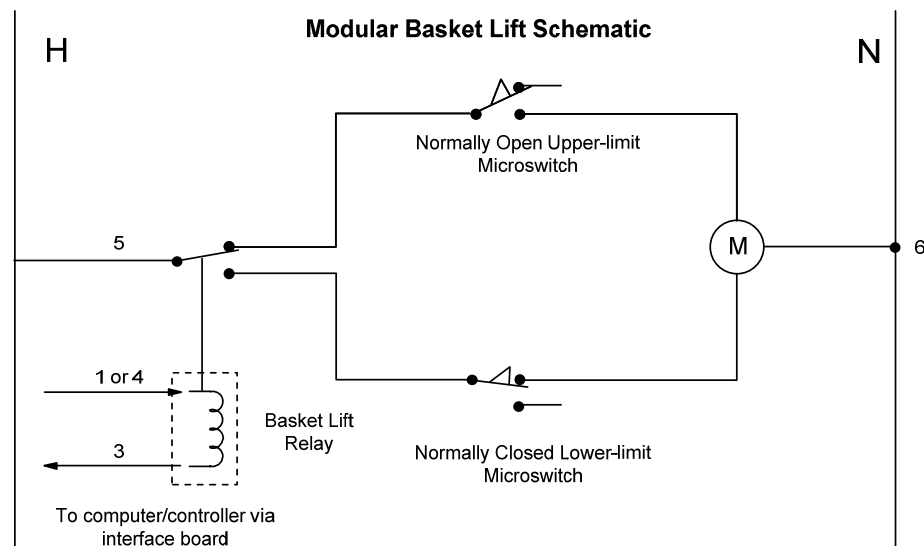 Modular Basket Lift Schematic
H
N
Normally Open Upper-limit
Microswitch
5
M
6
1 or 4
Basket Lift
Relay
3
Normally Closed Lower-limit
Microswitch
To computer/controller via
interface board